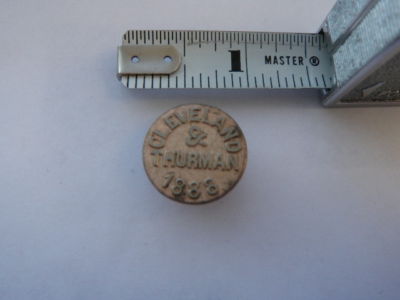 1 MASTER ®
CLEVELAND
&
THURMAN
1888